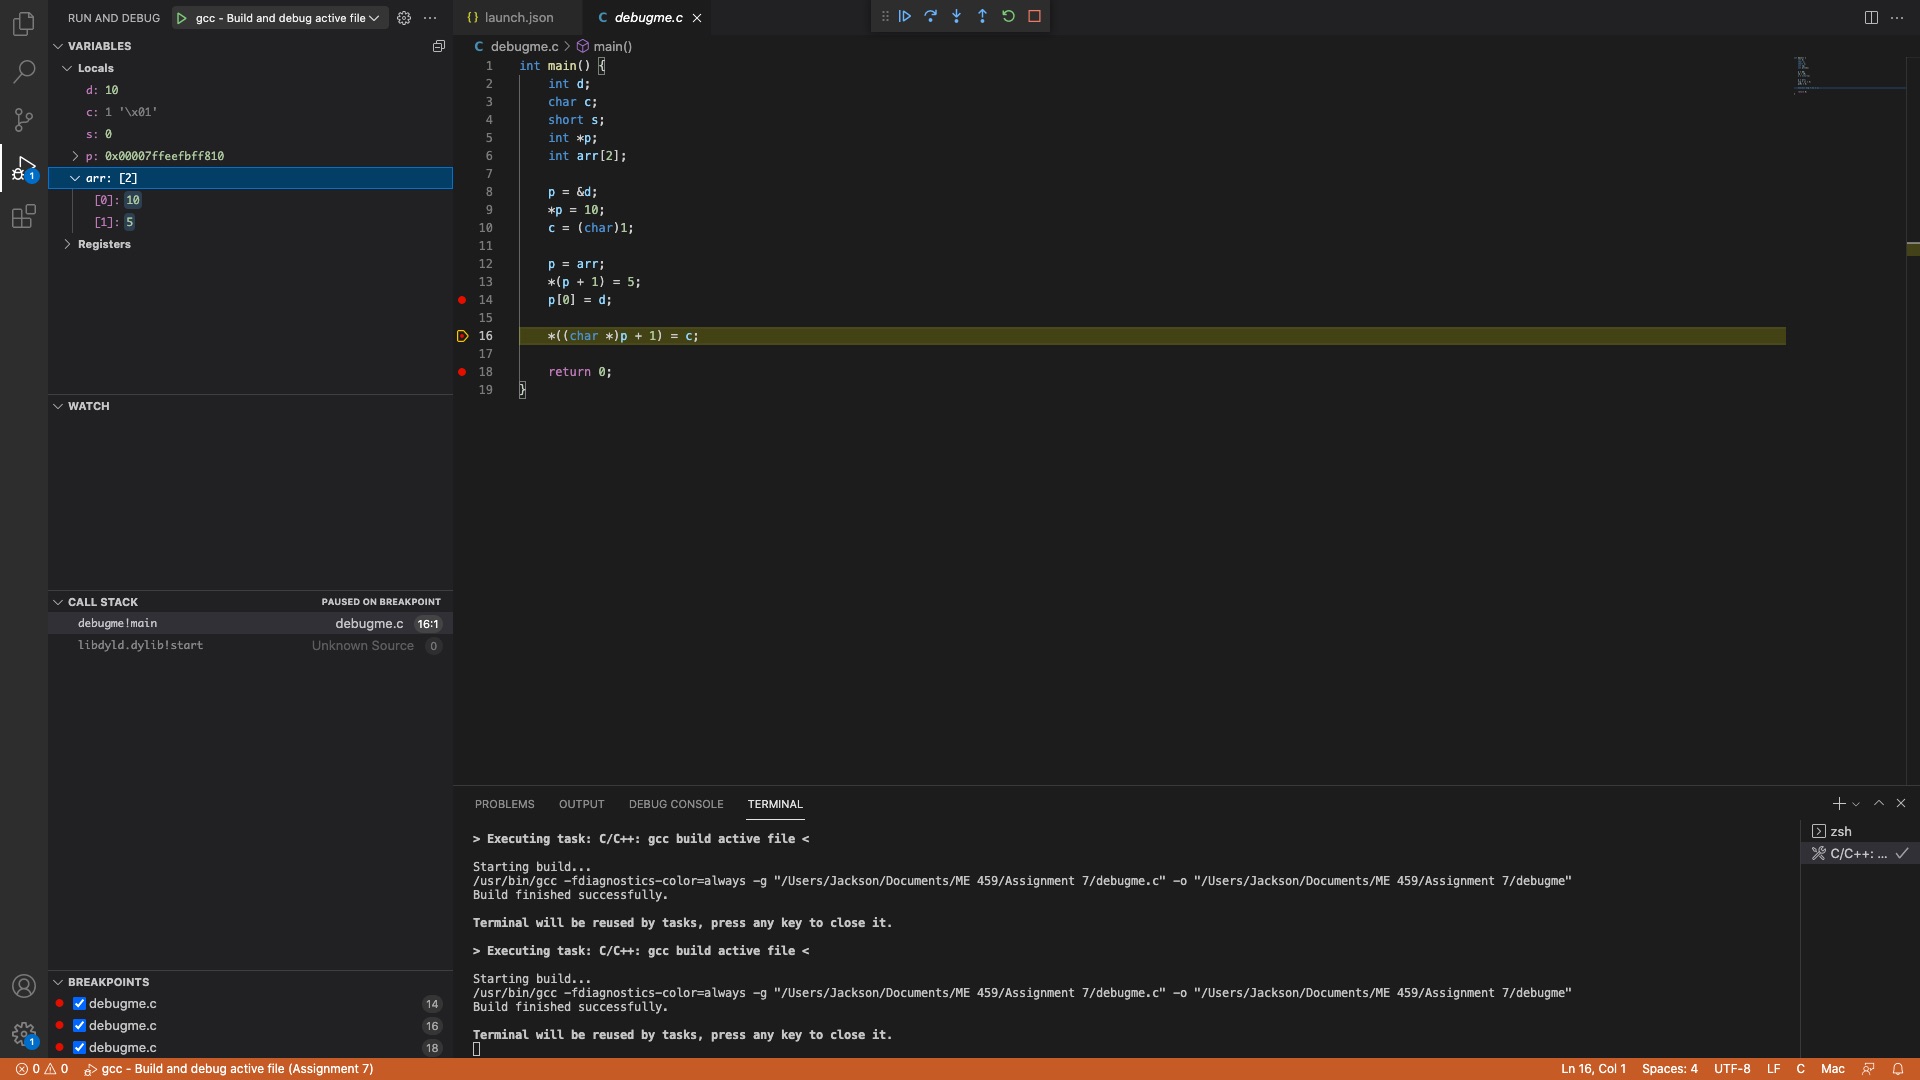 RUN AND DEBUG gcc - Build and debug active file
VARIABLES
Locals
d: 10
c: 1 '\x01'
s: 0
p: 0x00007ffeefbff810
arr: [2]
[0]: 10
[1]: 5
Registers
WATCH
CALL STACK PAUSED ON BREAKPOINT
debugme!main debugme.c 16:1
libdyld.dylib!start Unknown Source 0
BREAKPOINTS
debugme.c 14
debugme.c 16
debugme.c 18
1
1
{} launch.json C debugme.c
C debugme.c > main()
1 int main() {
2 int d;
3 char c;
4 short s;
5 int *p;
6 int arr[2];
7
8 p = &d;
9 *p = 10;
10 c = (char)1;
11
12 p = arr;
13 *(p + 1) = 5;
14 p[0] = d;
15
16 *((char *)p + 1) = c;
17
18 return 0;
19 }
PROBLEMS OUTPUT DEBUG CONSOLE TERMINAL
> Executing task: C/C++: gcc build active file <
Starting build...
/usr/bin/gcc -fdiagnostics-color=always -g "/Users/Jackson/Documents/ME 459/Assignment 7/debugme.c" -o "/Users/Jackson/Documents/ME 459/Assignment 7/debugme"
Build finished successfully.
Terminal will be reused by tasks, press any key to close it.
> Executing task: C/C++: gcc build active file <
Starting build...
/usr/bin/gcc -fdiagnostics-color=always -g "/Users/Jackson/Documents/ME 459/Assignment 7/debugme.c" -o "/Users/Jackson/Documents/ME 459/Assignment 7/debugme"
Build finished successfully.
Terminal will be reused by tasks, press any key to close it.
zsh
C/C++: ...
0 0 gcc - Build and debug active file (Assignment 7) Ln 16, Col 1 Spaces: 4 UTF-8 LF C Mac